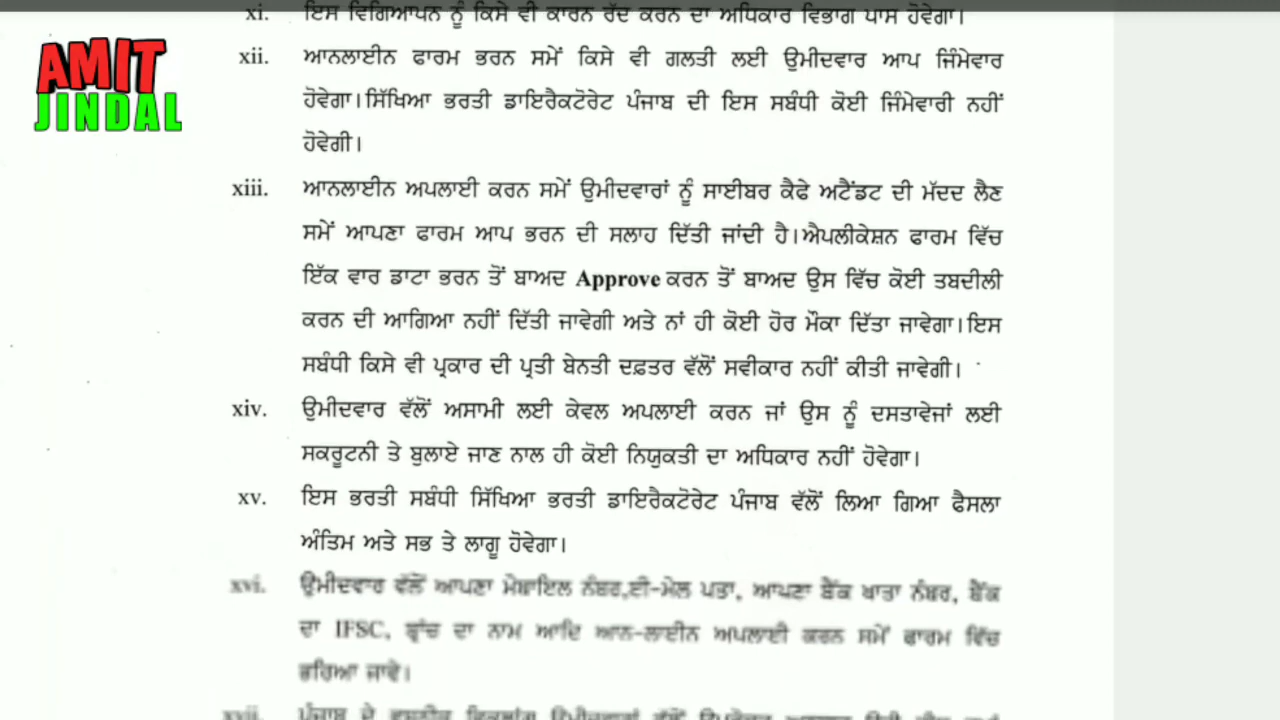 xi. ਇਸ ਵਿਗਿਆਪਨ ਨੂੰ ਕਿਸੇ ਵੀ ਕਾਰਨ ਰੱਦ ਕਰਨ ਦਾ ਅਧਿਕਾਰ ਵਿਭਾਗ ਪਾਸ ਹੋਵੇਗਾ।
AMIT
JINDAL
xii. ਆਨਲਾਈਨ ਫਾਰਮ ਭਰਨ ਸਮੇਂ ਕਿਸੇ ਵੀ ਗਲਤੀ ਲਈ ਉਮੀਦਵਾਰ ਆਪ ਜਿੰਮੇਵਾਰ
ਹੋਵੇਗਾ।ਸਿੱਖਿਆ ਭਰਤੀ ਡਾਇਰੈਕਟੋਰੇਟ ਪੰਜਾਬ ਦੀ ਇਸ ਸਬੰਧੀ ਕੋਈ ਜਿੰਮੇਵਾਰੀ ਨਹੀਂ
ਹੋਵੇਗੀ।
xiii. ਆਨਲਾਈਨ ਅਪਲਾਈ ਕਰਨ ਸਮੇਂ ਉਮੀਦਵਾਰਾਂ ਨੂੰ ਸਾਈਬਰ ਕੈਫੇ ਅਟੈਂਡਟ ਦੀ ਮੱਦਦ ਲੈਣ
ਸਮੇਂ ਆਪਣਾ ਫਾਰਮ ਆਪ ਭਰਨ ਦੀ ਸਲਾਹ ਦਿੱਤੀ ਜਾਂਦੀ ਹੈ।ਐਪਲੀਕੇਸ਼ਨ ਫਾਰਮ ਵਿੱਚ
ਇੱਕ ਵਾਰ ਡਾਟਾ ਭਰਨ ਤੋਂ ਬਾਅਦ Approve ਕਰਨ ਤੋਂ ਬਾਅਦ ਉਸ ਵਿੱਚ ਕੋਈ ਤਬਦੀਲੀ
ਕਰਨ ਦੀ ਆਗਿਆ ਨਹੀਂ ਦਿੱਤੀ ਜਾਵੇਗੀ ਅਤੇ ਨਾਂ ਹੀ ਕੋਈ ਹੋਰ ਮੌਕਾ ਦਿੱਤਾ ਜਾਵੇਗਾ।ਇਸ
ਸਬੰਧੀ ਕਿਸੇ ਵੀ ਪ੍ਰਕਾਰ ਦੀ ਪ੍ਰਤੀ ਬੇਨਤੀ ਦਫ਼ਤਰ ਵੱਲੋਂ ਸਵੀਕਾਰ ਨਹੀਂ ਕੀਤੀ ਜਾਵੇਗੀ।
xiv. ਉਮੀਦਵਾਰ ਵੱਲੋਂ ਅਸਾਮੀ ਲਈ ਕੇਵਲ ਅਪਲਾਈ ਕਰਨ ਜਾਂ ਉਸ ਨੂੰ ਦਸਤਾਵੇਜਾਂ ਲਈ
ਸਕਰੂਟਨੀ ਤੇ ਬੁਲਾਏ ਜਾਣ ਨਾਲ ਹੀ ਕੋਈ ਨਿਯੁਕਤੀ ਦਾ ਅਧਿਕਾਰ ਨਹੀਂ ਹੋਵੇਗਾ।
xv. ਇਸ ਭਰਤੀ ਸਬੰਧੀ ਸਿੱਖਿਆ ਭਰਤੀ ਡਾਇਰੈਕਟੋਰੇਟ ਪੰਜਾਬ ਵੱਲੋਂ ਲਿਆ ਗਿਆ ਫੈਸਲਾ
ਅੰਤਿਮ ਅਤੇ ਸਭ ਤੇ ਲਾਗੂ ਹੋਵੇਗਾ।
xvi. ਉਮੀਦਵਾਰ ਵੱਲੋਂ ਆਪਣਾ ਮੋਬਾਇਲ ਨੰਬਰ,ਈ-ਮੇਲ ਪਤਾ, ਆਪਣਾ ਬੈਂਕ ਖਾਤਾ ਨੰਬਰ, ਬੈਂਕ
ਦਾ IFSC, ਬ੍ਰਾਂਚ ਦਾ ਨਾਮ ਆਦਿ ਆਨ-ਲਾਈਨ ਅਪਲਾਈ ਕਰਨ ਸਮੇਂ ਫਾਰਮ ਵਿੱਚ
ਭਰਿਆ ਜਾਵੇ।
xvii. ਪੰਜਾਬ ਦੇ